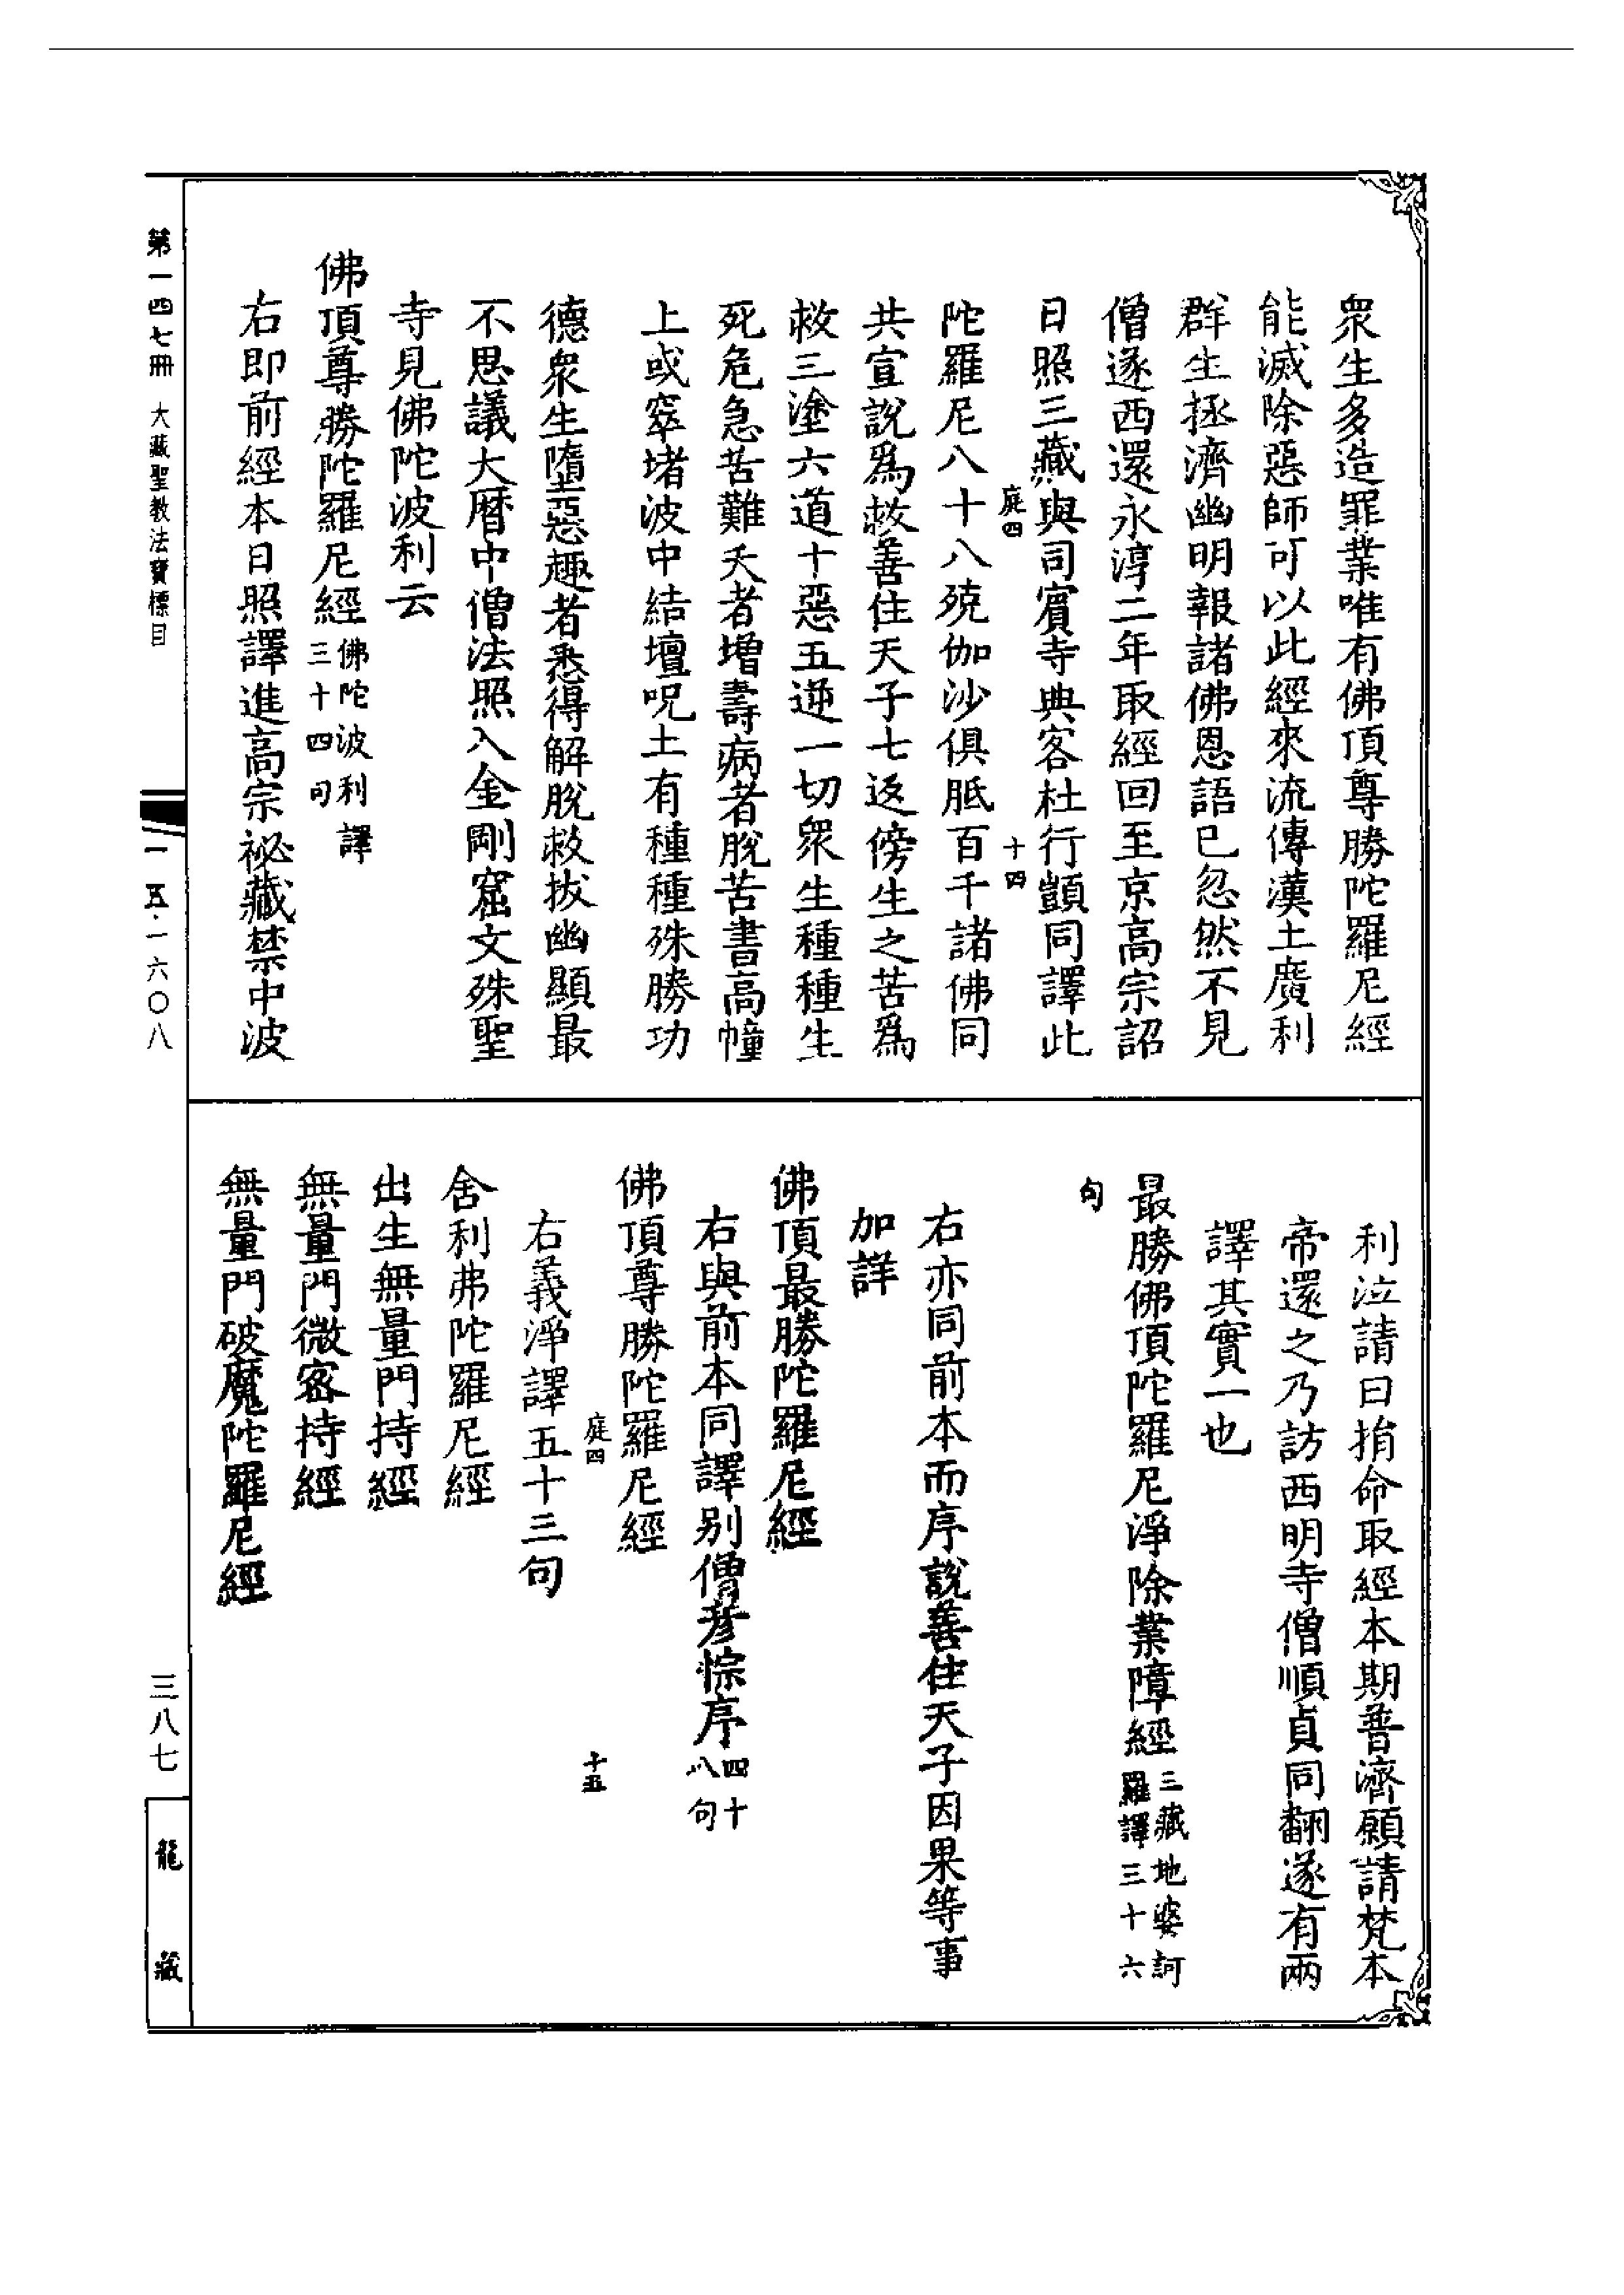 衆生多造罪業唯有佛頂尊勝陀羅尼經
能滅除惡師可以此經來流傳漢土廣利
群生拯濟幽明報諸佛恩語已忽然不見
僧遂西還永淳二年取經回至京高宗詔
日照三藏與司賓寺典客杜行顗同譯此
庭四 十四
陀羅尼八十八殑伽沙俱胝百千諸佛同
共宣說爲救善住天子七返傍生之苦爲
救三塗六道十惡五逆一切衆生種種生
死危急苦難夭者增壽病者脫苦書高幢
上或窣堵波中結壇呪土有種種殊勝功
德衆生墮惡趣者悉得解脫救拔幽顯最
不思議大曆中僧法照入金剛窟文殊聖
寺見佛陀波利云
佛頂尊勝陀羅尼經 佛陀波利譯
三十四句
右即前經本日照譯進高宗祕藏禁中波
利泣請曰捐命取經本期普濟願請梵本
帝還之乃訪西明寺僧順貞同翻遂有兩
譯其實一也
最勝佛頂陀羅尼淨除業障經 三藏地婆訶
羅譯三十六
句
右亦同前本而序說善住天子因果等事
加詳
佛頂最勝陀羅尼經
右與前本同譯别僧彦悰序 四十
八句
佛頂尊勝陀羅尼經
庭四 十五
右義淨譯五十三句
舍利弗陀羅尼經
出生無量門持經
無量門微密持經
無量門破魔陀羅尼經
第一四七冊 大藏聖教法寶標目
一五·一六〇八
三八七
龍藏